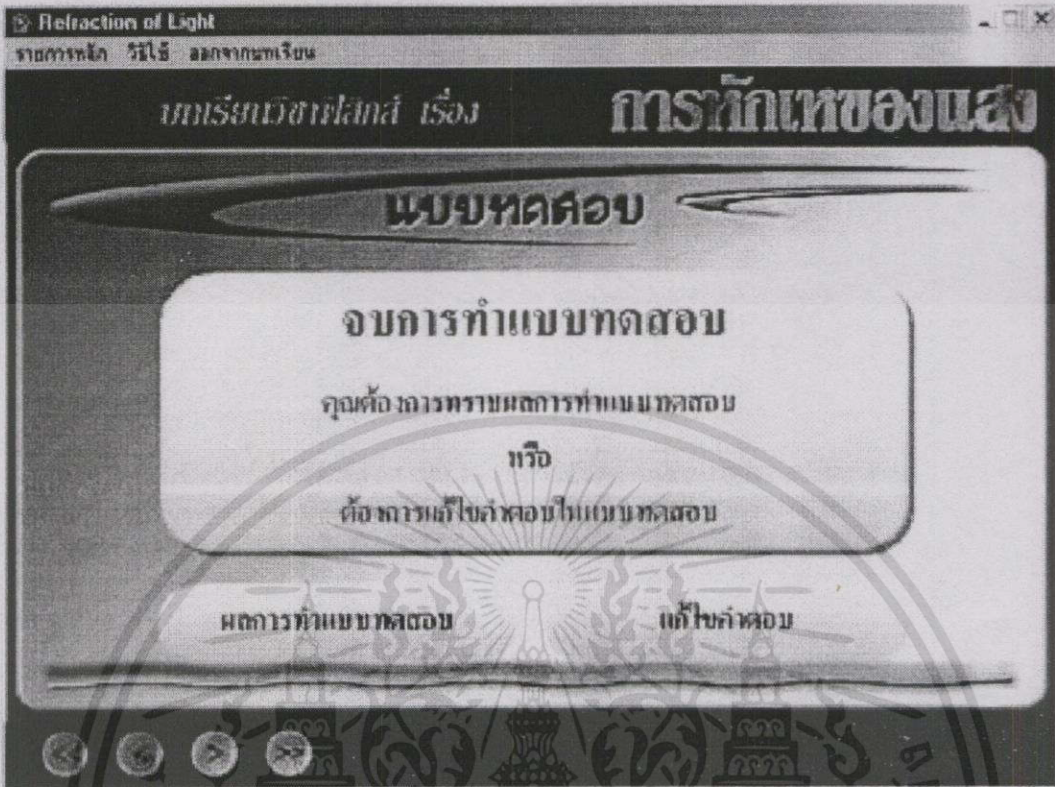 Refraction of Light
รายการหลัก วิธีใช้ ออกจากบทเรียน
บทเรียนวิชาฟิสิกส์ เรื่อง การหักเหของแสง
แบบทดสอบ
จบการทำแบบทดสอบ
คุณต้องการทราบผลการทำแบบทดสอบ
หรือ
ต้องการแก้ไขคำตอบในแบบทดสอบ
ผลการทำแบบทดสอบ แก้ไขคำตอบ
<< < > >>